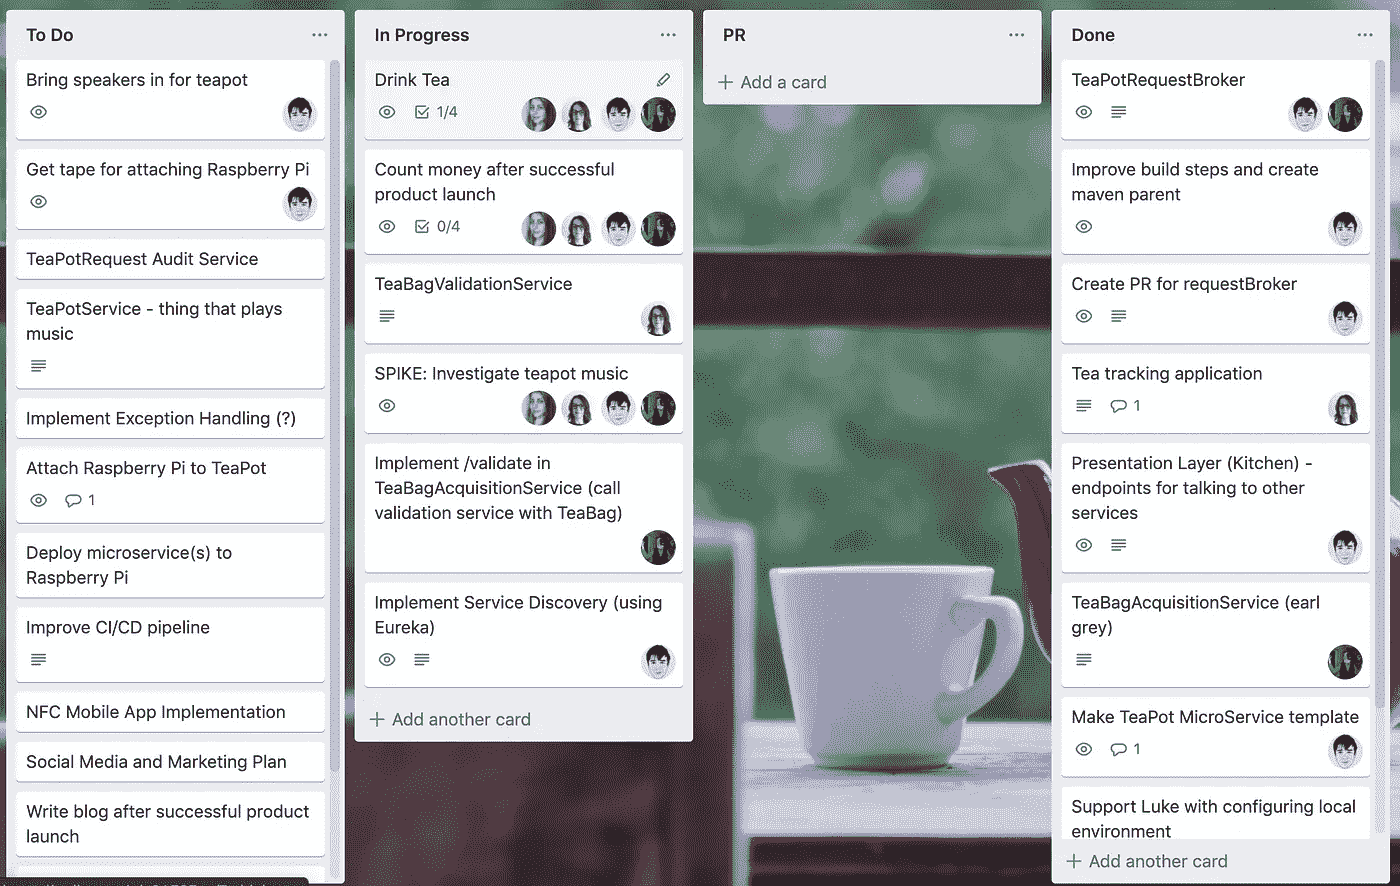 To Do
Bring speakers in for teapot
Get tape for attaching Raspberry Pi
TeaPotRequest Audit Service
TeaPotService - thing that plays
music
Implement Exception Handling (?)
Attach Raspberry Pi to TeaPot
1
Deploy microservice(s) to
Raspberry Pi
Improve CI/CD pipeline
NFC Mobile App Implementation
Social Media and Marketing Plan
Write blog after successful product
launch
In Progress
Drink Tea
1/4
Count money after successful
product launch
0/4
TeaBagValidationService
SPIKE: Investigate teapot music
Implement /validate in
TeaBagAcquisitionService (call
validation service with TeaBag)
Implement Service Discovery (using
Eureka)
+ Add another card
PR
+ Add a card
Done
TeaPotRequestBroker
Improve build steps and create
maven parent
Create PR for requestBroker
Tea tracking application
1
Presentation Layer (Kitchen) -
endpoints for talking to other
services
TeaBagAcquisitionService (earl
grey)
Make TeaPot MicroService template
1
Support Luke with configuring local
environment
+ Add another card